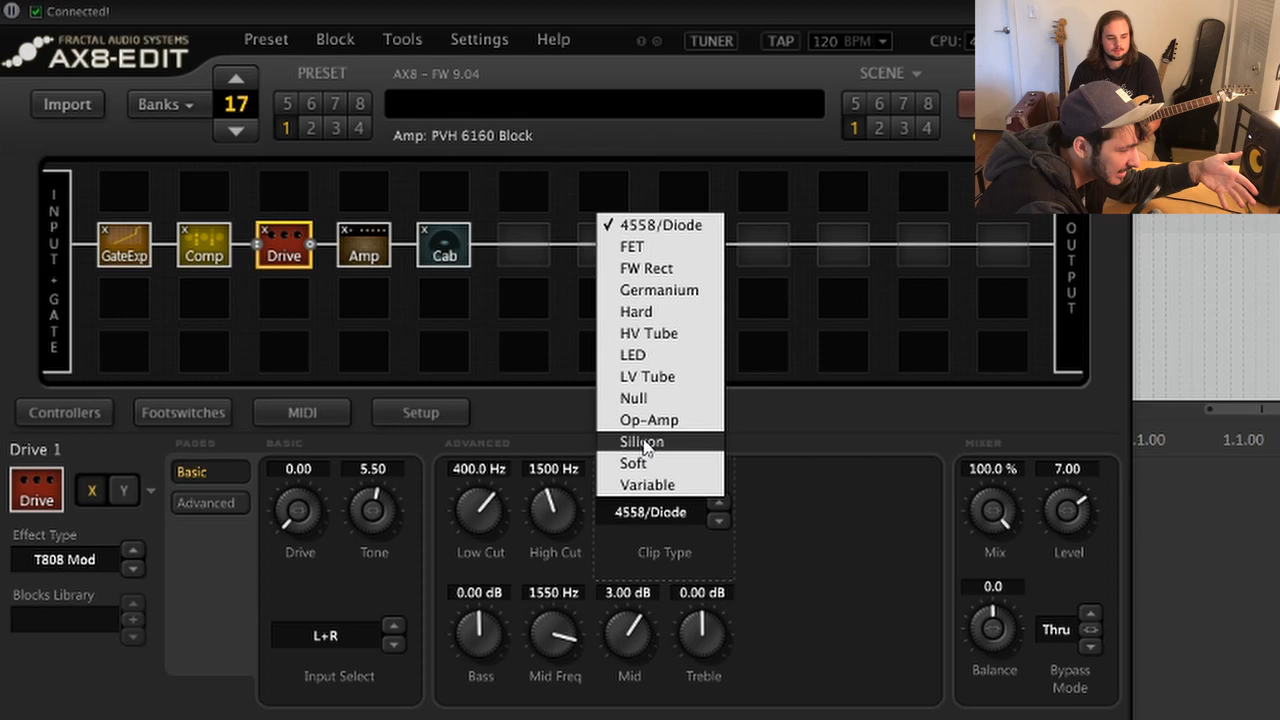 Connected!
FRACTAL AUDIO SYSTEMS
AX8-EDIT
Preset
Block
Tools
Settings
Help
TUNER
TAP
120 BPM
CPU:
Import
Banks
17
PRESET
5 6 7 8
1 2 3 4
AX8 - FW 9.04
Amp: PVH 6160 Block
SCENE
5 6 7 8
1 2 3 4
INPUT + GATE
X
GateExp
X
Comp
X
Drive
X
Amp
X
Cab
OUTPUT
✓ 4558/Diode
FET
FW Rect
Germanium
Hard
HV Tube
LED
LV Tube
Null
Op-Amp
Silicon
Soft
Variable
Controllers
Footswitches
MIDI
Setup
.1.00
1.1.00
Drive 1
Drive
X
Y
Effect Type
T808 Mod
Blocks Library
PAGES
Basic
Advanced
BASIC
0.00
5.50
Drive
Tone
L+R
Input Select
ADVANCED
400.0 Hz
1500 Hz
Low Cut
High Cut
4558/Diode
Clip Type
0.00 dB
1550 Hz
3.00 dB
0.00 dB
Bass
Mid Freq
Mid
Treble
MIXER
100.0 %
7.00
Mix
Level
0.0
Thru
Balance
Bypass
Mode